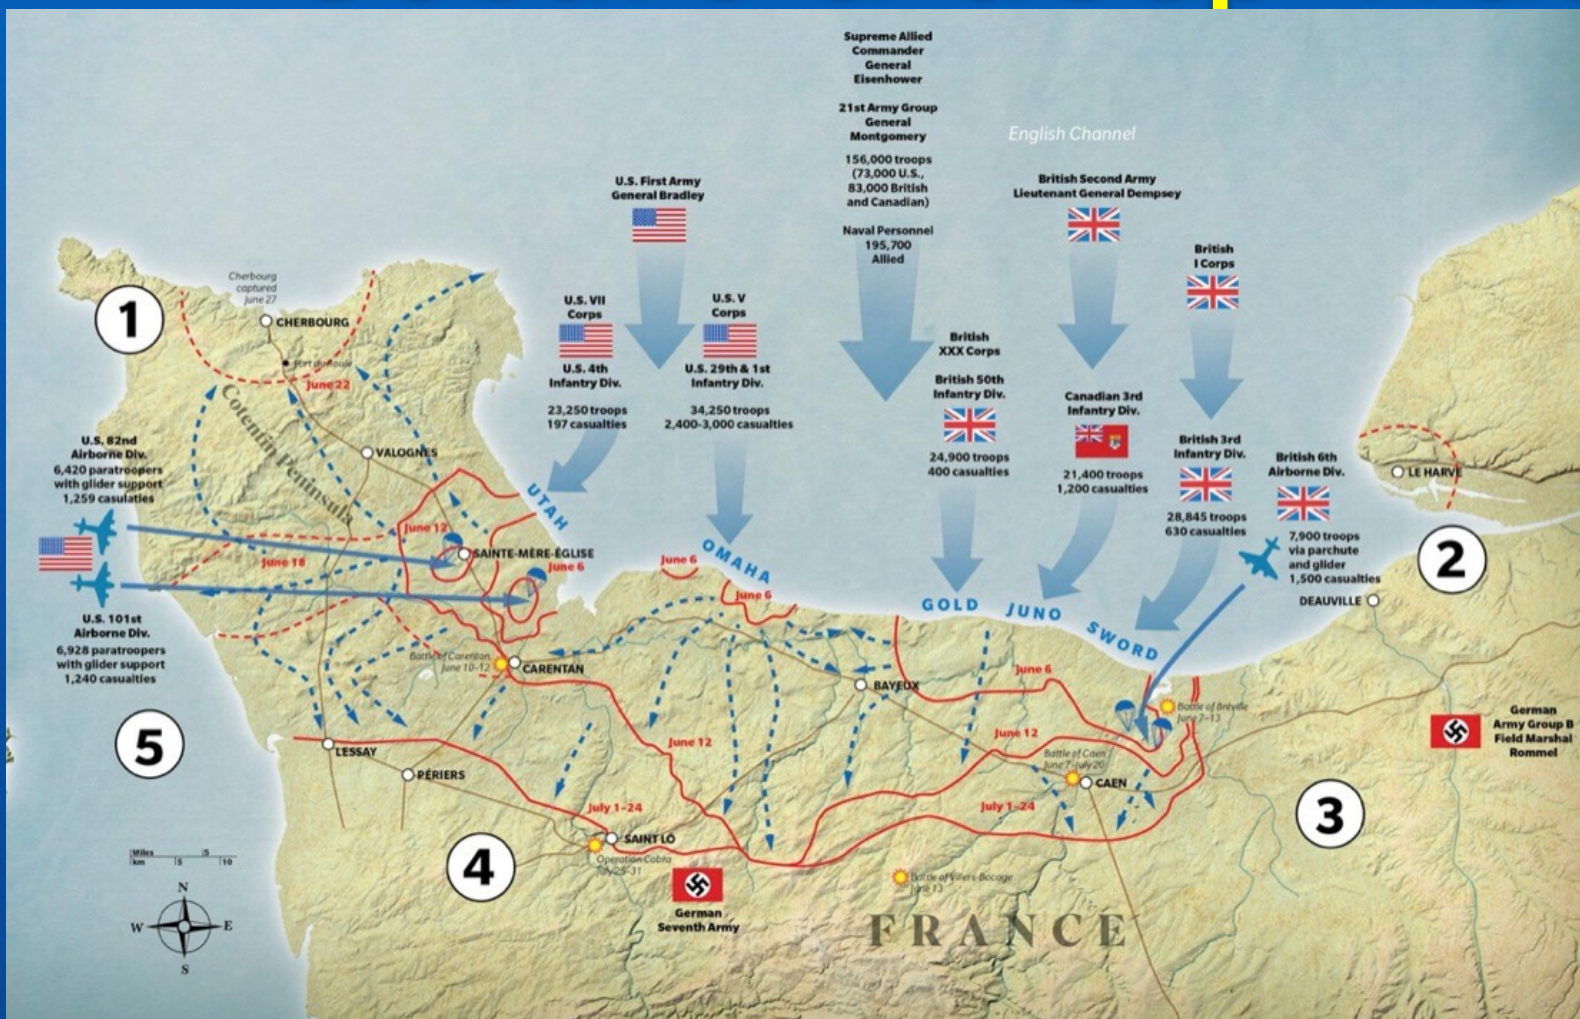 Supreme Allied
Commander
General
Eisenhower
21st Army Group
General
Montgomery
156,000 troops
(73,000 U.S.,
83,000 British
and Canadian)
Naval Personnel
195,700
Allied
English Channel
U.S. First Army
General Bradley
British Second Army
Lieutenant General Dempsey
British
I Corps
U.S. VII
Corps
U.S. 4th
Infantry Div.
23,250 troops
197 casualties
U.S. V
Corps
U.S. 29th & 1st
Infantry Div.
34,250 troops
2,400-3,000 casualties
British
XXX Corps
British 50th
Infantry Div.
24,900 troops
400 casualties
Canadian 3rd
Infantry Div.
21,400 troops
1,200 casualties
British 3rd
Infantry Div.
28,845 troops
630 casualties
British 6th
Airborne Div.
7,900 troops
via parchute
and glider
1,500 casualties
Cherbourg
captured
June 27
1
CHERBOURG
Fort du Roule
June 22
Cotentin Peninsula
VALOGNES
U.S. 82nd
Airborne Div.
6,420 paratroopers
with glider support
1,259 casulaties
U.S. 101st
Airborne Div.
6,928 paratroopers
with glider support
1,240 casualties
June 12
June 18
SAINTE-MÈRE-ÉGLISE
June 6
UTAH
OMAHA
June 6
June 6
GOLD
JUNO
SWORD
LE HARVE
2
DEAUVILLE
Battle of Carentan
June 10-12
CARENTAN
BAYEUX
June 6
Battle of Bréville
June 7-13
German
Army Group B
Field Marshal
Rommel
5
LESSAY
PÉRIERS
June 12
June 12
Battle of Caen
June 7-July 20
CAEN
July 1-24
July 1-24
3
SAINT LÔ
Operation Cobra
July 25-31
4
German
Seventh Army
Battle of Villers-Bocage
June 13
FRANCE
Miles
5
km
5
10
N
W
E
S